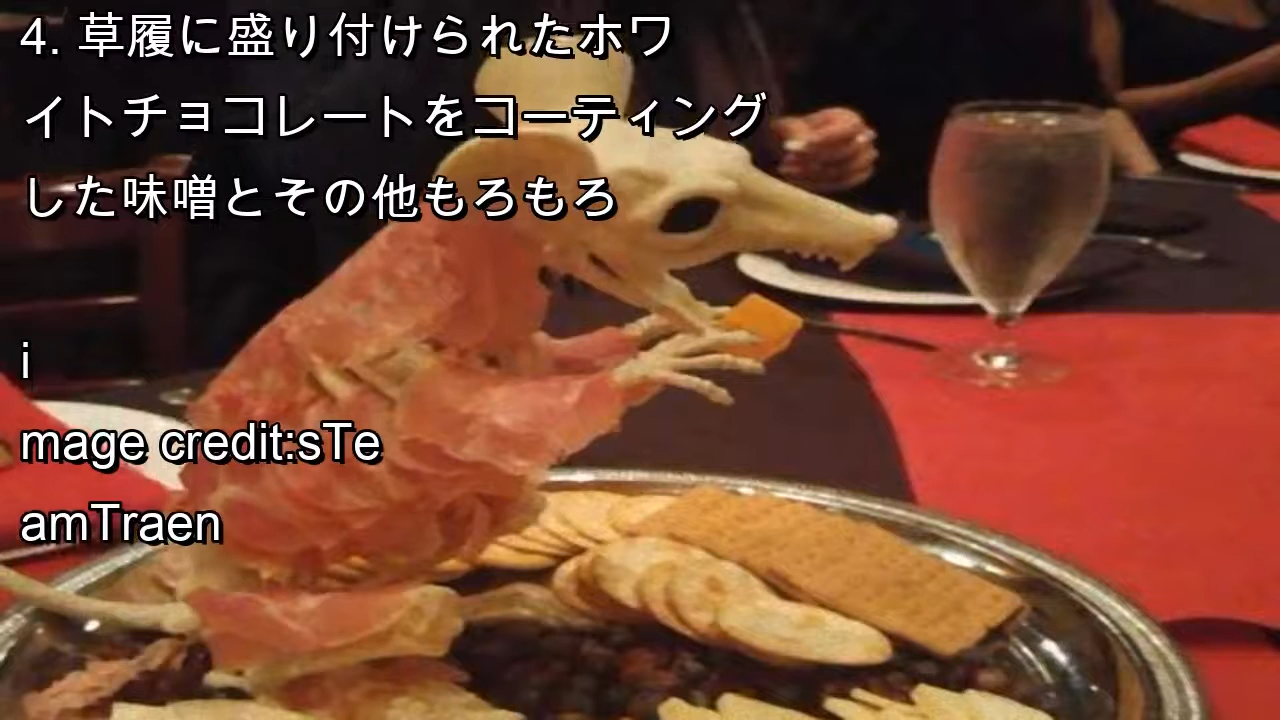 4. 草履に盛り付けられたホワ
イトチョコレートをコーティング
した味噌とその他もろもろ
i
mage credit:sTe
amTraen